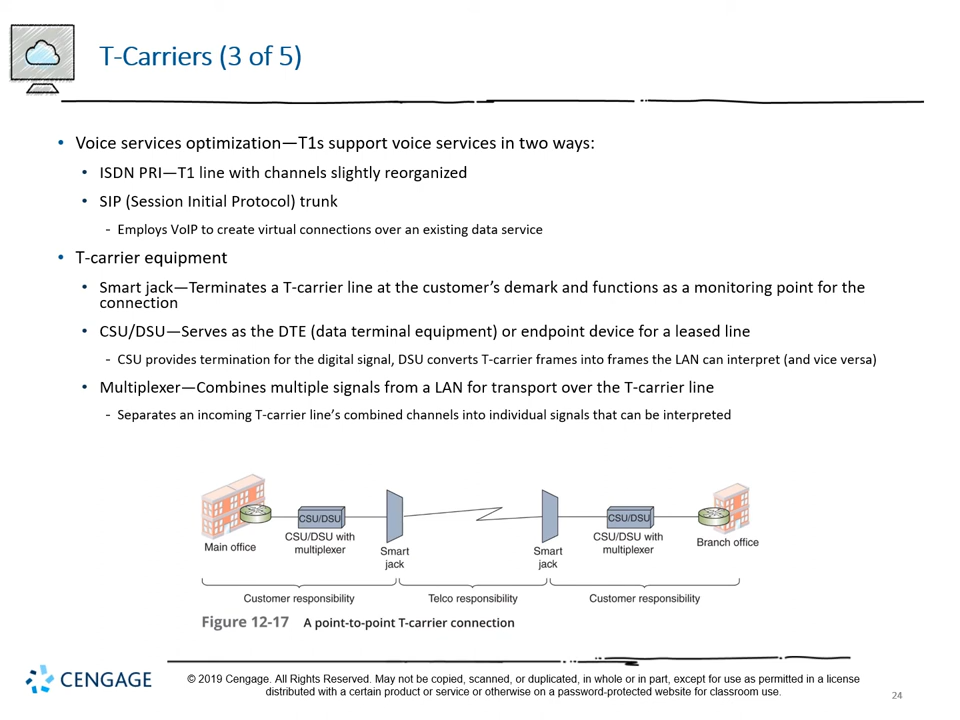 T-Carriers (3 of 5)
• Voice services optimization—T1s support voice services in two ways:
• ISDN PRI—T1 line with channels slightly reorganized
• SIP (Session Initial Protocol) trunk
- Employs VoIP to create virtual connections over an existing data service
• T-carrier equipment
• Smart jack—Terminates a T-carrier line at the customer’s demark and functions as a monitoring point for the
connection
• CSU/DSU—Serves as the DTE (data terminal equipment) or endpoint device for a leased line
- CSU provides termination for the digital signal, DSU converts T-carrier frames into frames the LAN can interpret (and vice versa)
• Multiplexer—Combines multiple signals from a LAN for transport over the T-carrier line
- Separates an incoming T-carrier line’s combined channels into individual signals that can be interpreted
Main office
CSU/DSU
CSU/DSU with
multiplexer
Smart
jack
Smart
jack
CSU/DSU
CSU/DSU with
multiplexer
Branch office
Customer responsibility
Telco responsibility
Customer responsibility
Figure 12-17 A point-to-point T-carrier connection
CENGAGE
© 2019 Cengage. All Rights Reserved. May not be copied, scanned, or duplicated, in whole or in part, except for use as permitted in a license
distributed with a certain product or service or otherwise on a password-protected website for classroom use.
24